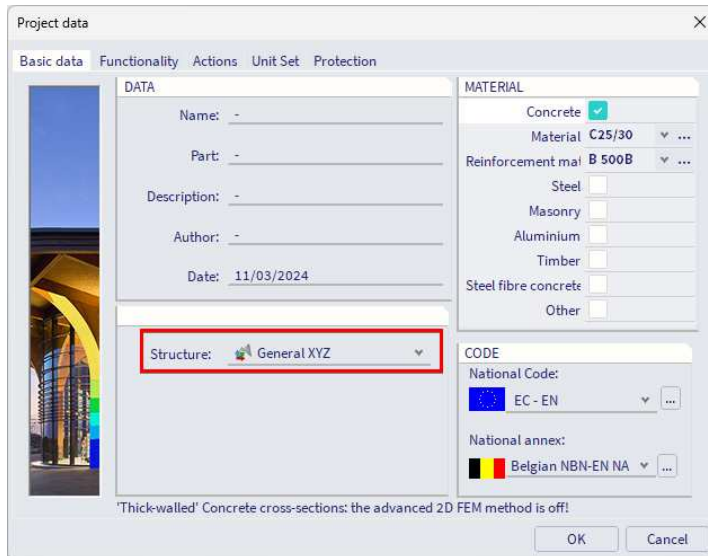 Project data
Basic data Functionality Actions Unit Set Protection
DATA
Name: -
Part: -
Description: -
Author: -
Date: 11/03/2024
Structure: General XYZ
MATERIAL
Concrete
Material C25/30 ...
Reinforcement mat B 500B ...
Steel
Masonry
Aluminium
Timber
Steel fibre concrete
Other
CODE
National Code:
EC - EN ...
National annex:
Belgian NBN-EN NA ...
'Thick-walled' Concrete cross-sections: the advanced 2D FEM method is off!
OK Cancel